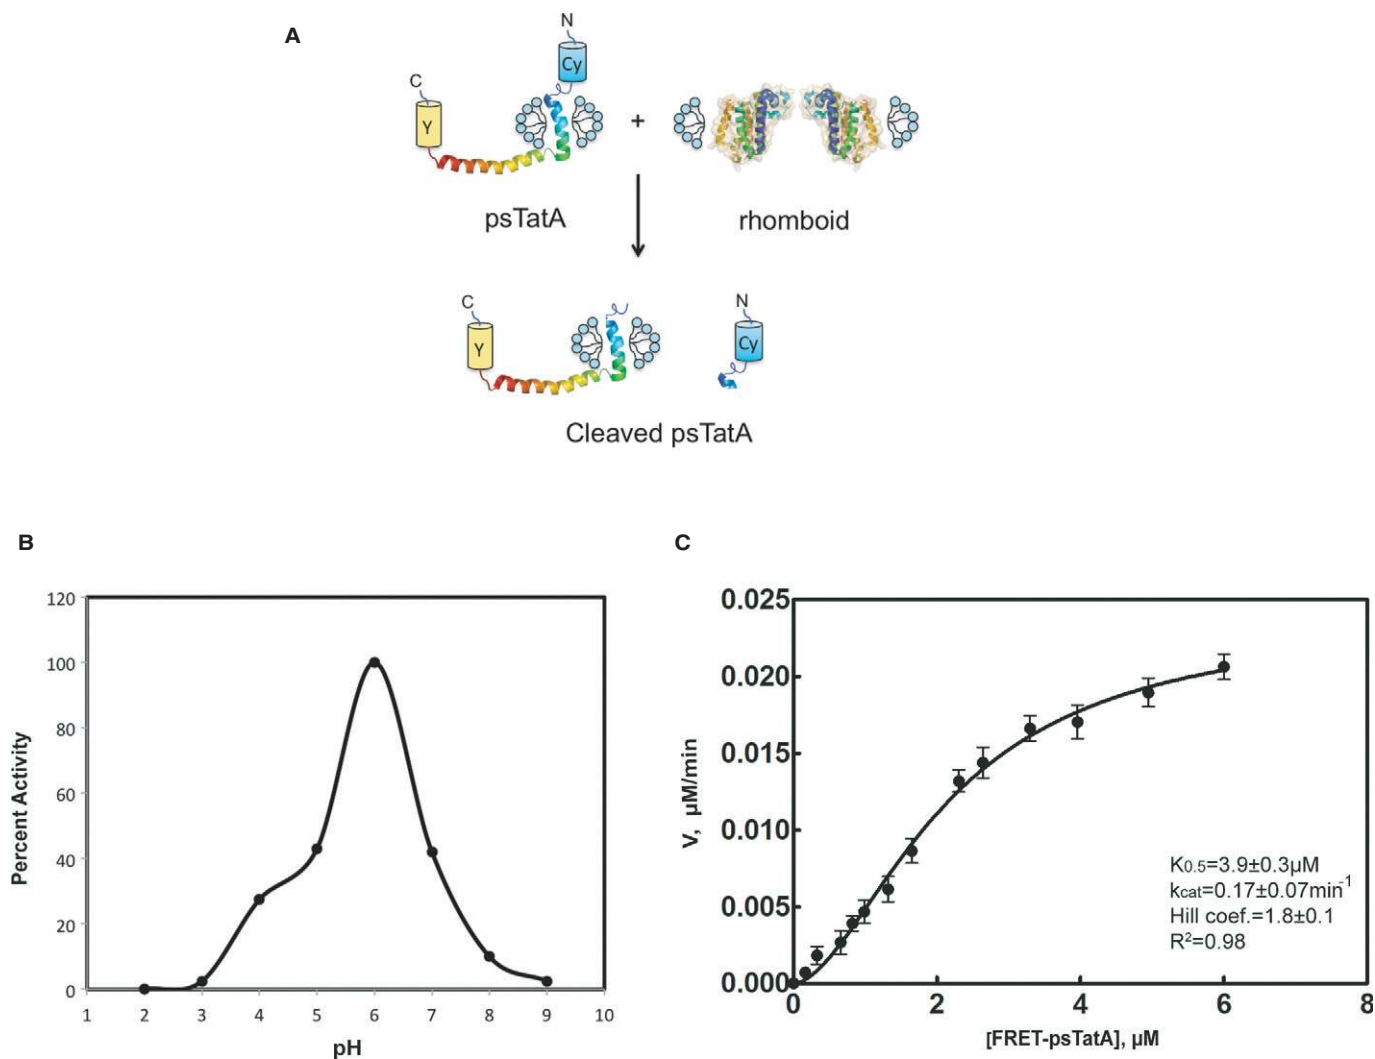 A
N
Cy
C
Y
+
psTatA
rhomboid
C
Y
N
Cy
Cleaved psTatA
B
C
120
100
80
60
40
20
0
Percent Activity
1 2 3 4 5 6 7 8 9 10
pH
0.025
0.020
0.015
0.010
0.005
0.000
V, µM/min
K0.5=3.9±0.3µM
kcat=0.17±0.07min-1
Hill coef.=1.8±0.1
R²=0.98
0 2 4 6 8
[FRET-psTatA], µM